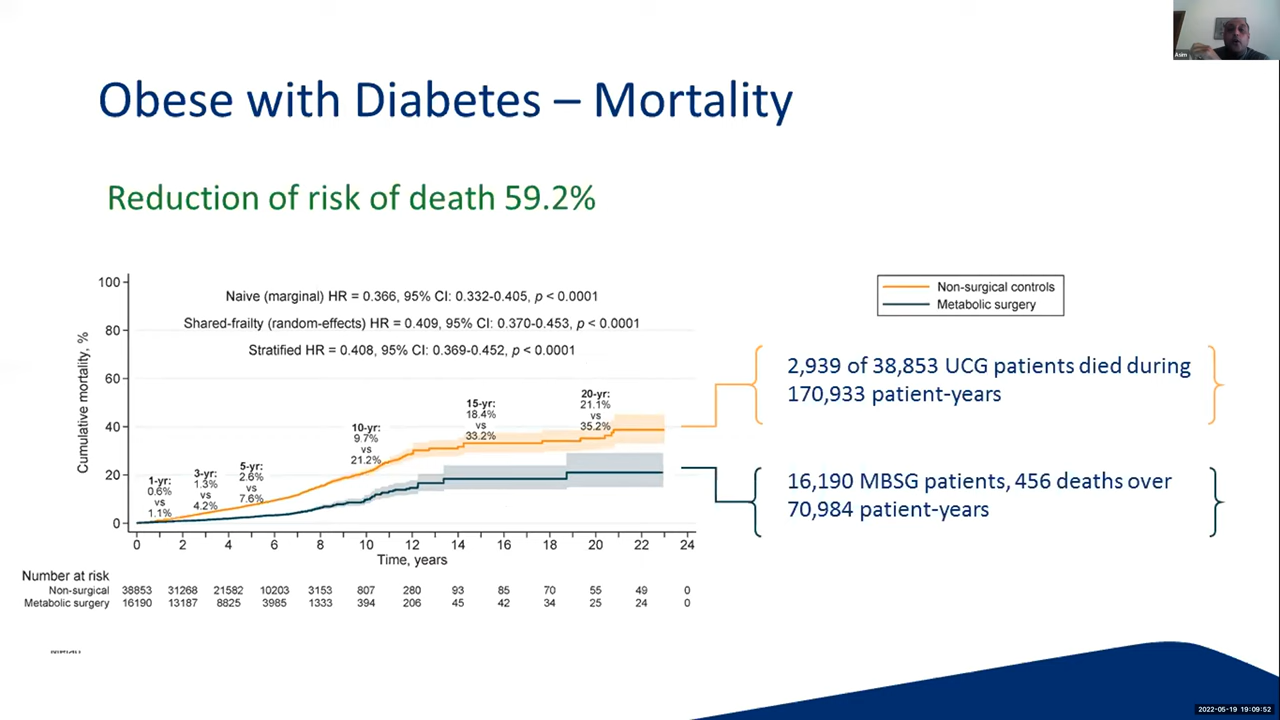 Asim
Obese with Diabetes – Mortality
Reduction of risk of death 59.2%
Cumulative mortality, %
100
80
60
40
20
0
Naive (marginal) HR = 0.366, 95% CI: 0.332-0.405, p < 0.0001
Shared-frailty (random-effects) HR = 0.409, 95% CI: 0.370-0.453, p < 0.0001
Stratified HR = 0.408, 95% CI: 0.369-0.452, p < 0.0001
1-yr:
0.6%
vs
1.1%
3-yr:
1.3%
vs
4.2%
5-yr:
2.6%
vs
7.6%
10-yr:
9.7%
vs
21.2%
15-yr:
18.4%
vs
33.2%
20-yr:
21.1%
vs
35.2%
0 2 4 6 8 10 12 14 16 18 20 22 24
Time, years
Number at risk
Non-surgical 38853 31268 21582 10203 3153 807 280 93 85 70 55 49 0
Metabolic surgery 16190 13187 8825 3985 1333 394 206 45 42 34 25 24 0
Non-surgical controls
Metabolic surgery
2,939 of 38,853 UCG patients died during
170,933 patient-years
16,190 MBSG patients, 456 deaths over
70,984 patient-years
2022-05-19 19:09:52